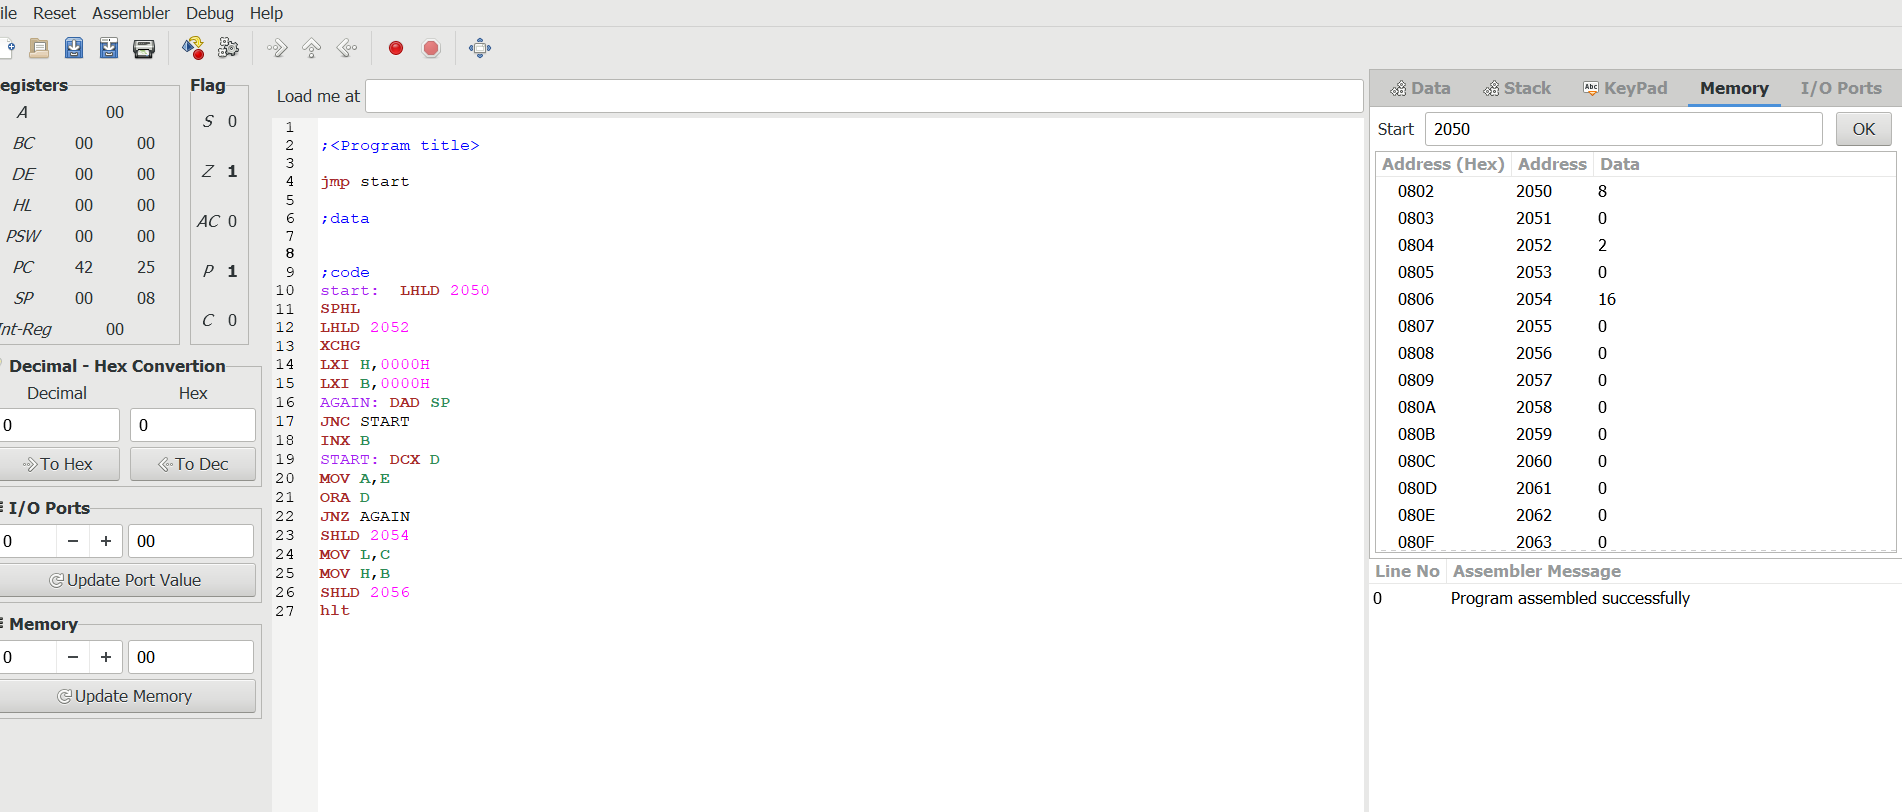 ile Reset Assembler Debug Help
egisters
A 00
BC 00 00
DE 00 00
HL 00 00
PSW 00 00
PC 42 25
SP 00 08
Int-Reg 00
Flag
S 0
Z 1
AC 0
P 1
C 0
Decimal - Hex Convertion
Decimal Hex
0 0
To Hex To Dec
I/O Ports
0 − + 00
Update Port Value
Memory
0 − + 00
Update Memory
Load me at
1
2 ;<Program title>
3
4 jmp start
5
6 ;data
7
8
9 ;code
10 start: LHLD 2050
11 SPHL
12 LHLD 2052
13 XCHG
14 LXI H,0000H
15 LXI B,0000H
16 AGAIN: DAD SP
17 JNC START
18 INX B
19 START: DCX D
20 MOV A,E
21 ORA D
22 JNZ AGAIN
23 SHLD 2054
24 MOV L,C
25 MOV H,B
26 SHLD 2056
27 hlt
Data Stack Abc KeyPad Memory I/O Ports
Start 2050 OK
Address (Hex) Address Data
0802 2050 8
0803 2051 0
0804 2052 2
0805 2053 0
0806 2054 16
0807 2055 0
0808 2056 0
0809 2057 0
080A 2058 0
080B 2059 0
080C 2060 0
080D 2061 0
080E 2062 0
080F 2063 0
Line No Assembler Message
0 Program assembled successfully